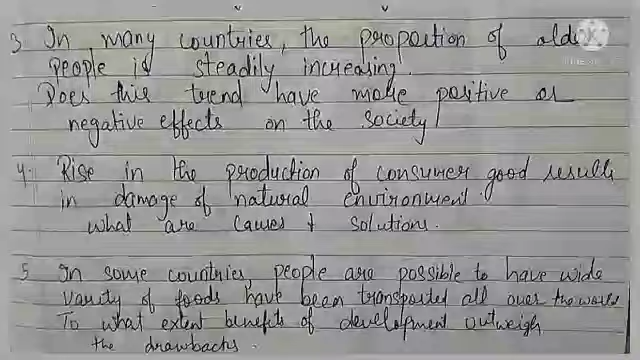 3 In many countries, the proportion of olde
people is steadily increasing.
Does this trend have more positive or
negative effects on the society
4. Rise in the production of consumer good results
in damage of natural environment.
what are causes + solutions.
5. In some countries, people are possible to have wide
varity of foods have been transported all over the world
To what extent benefits of development outweigh
the drawbacks.